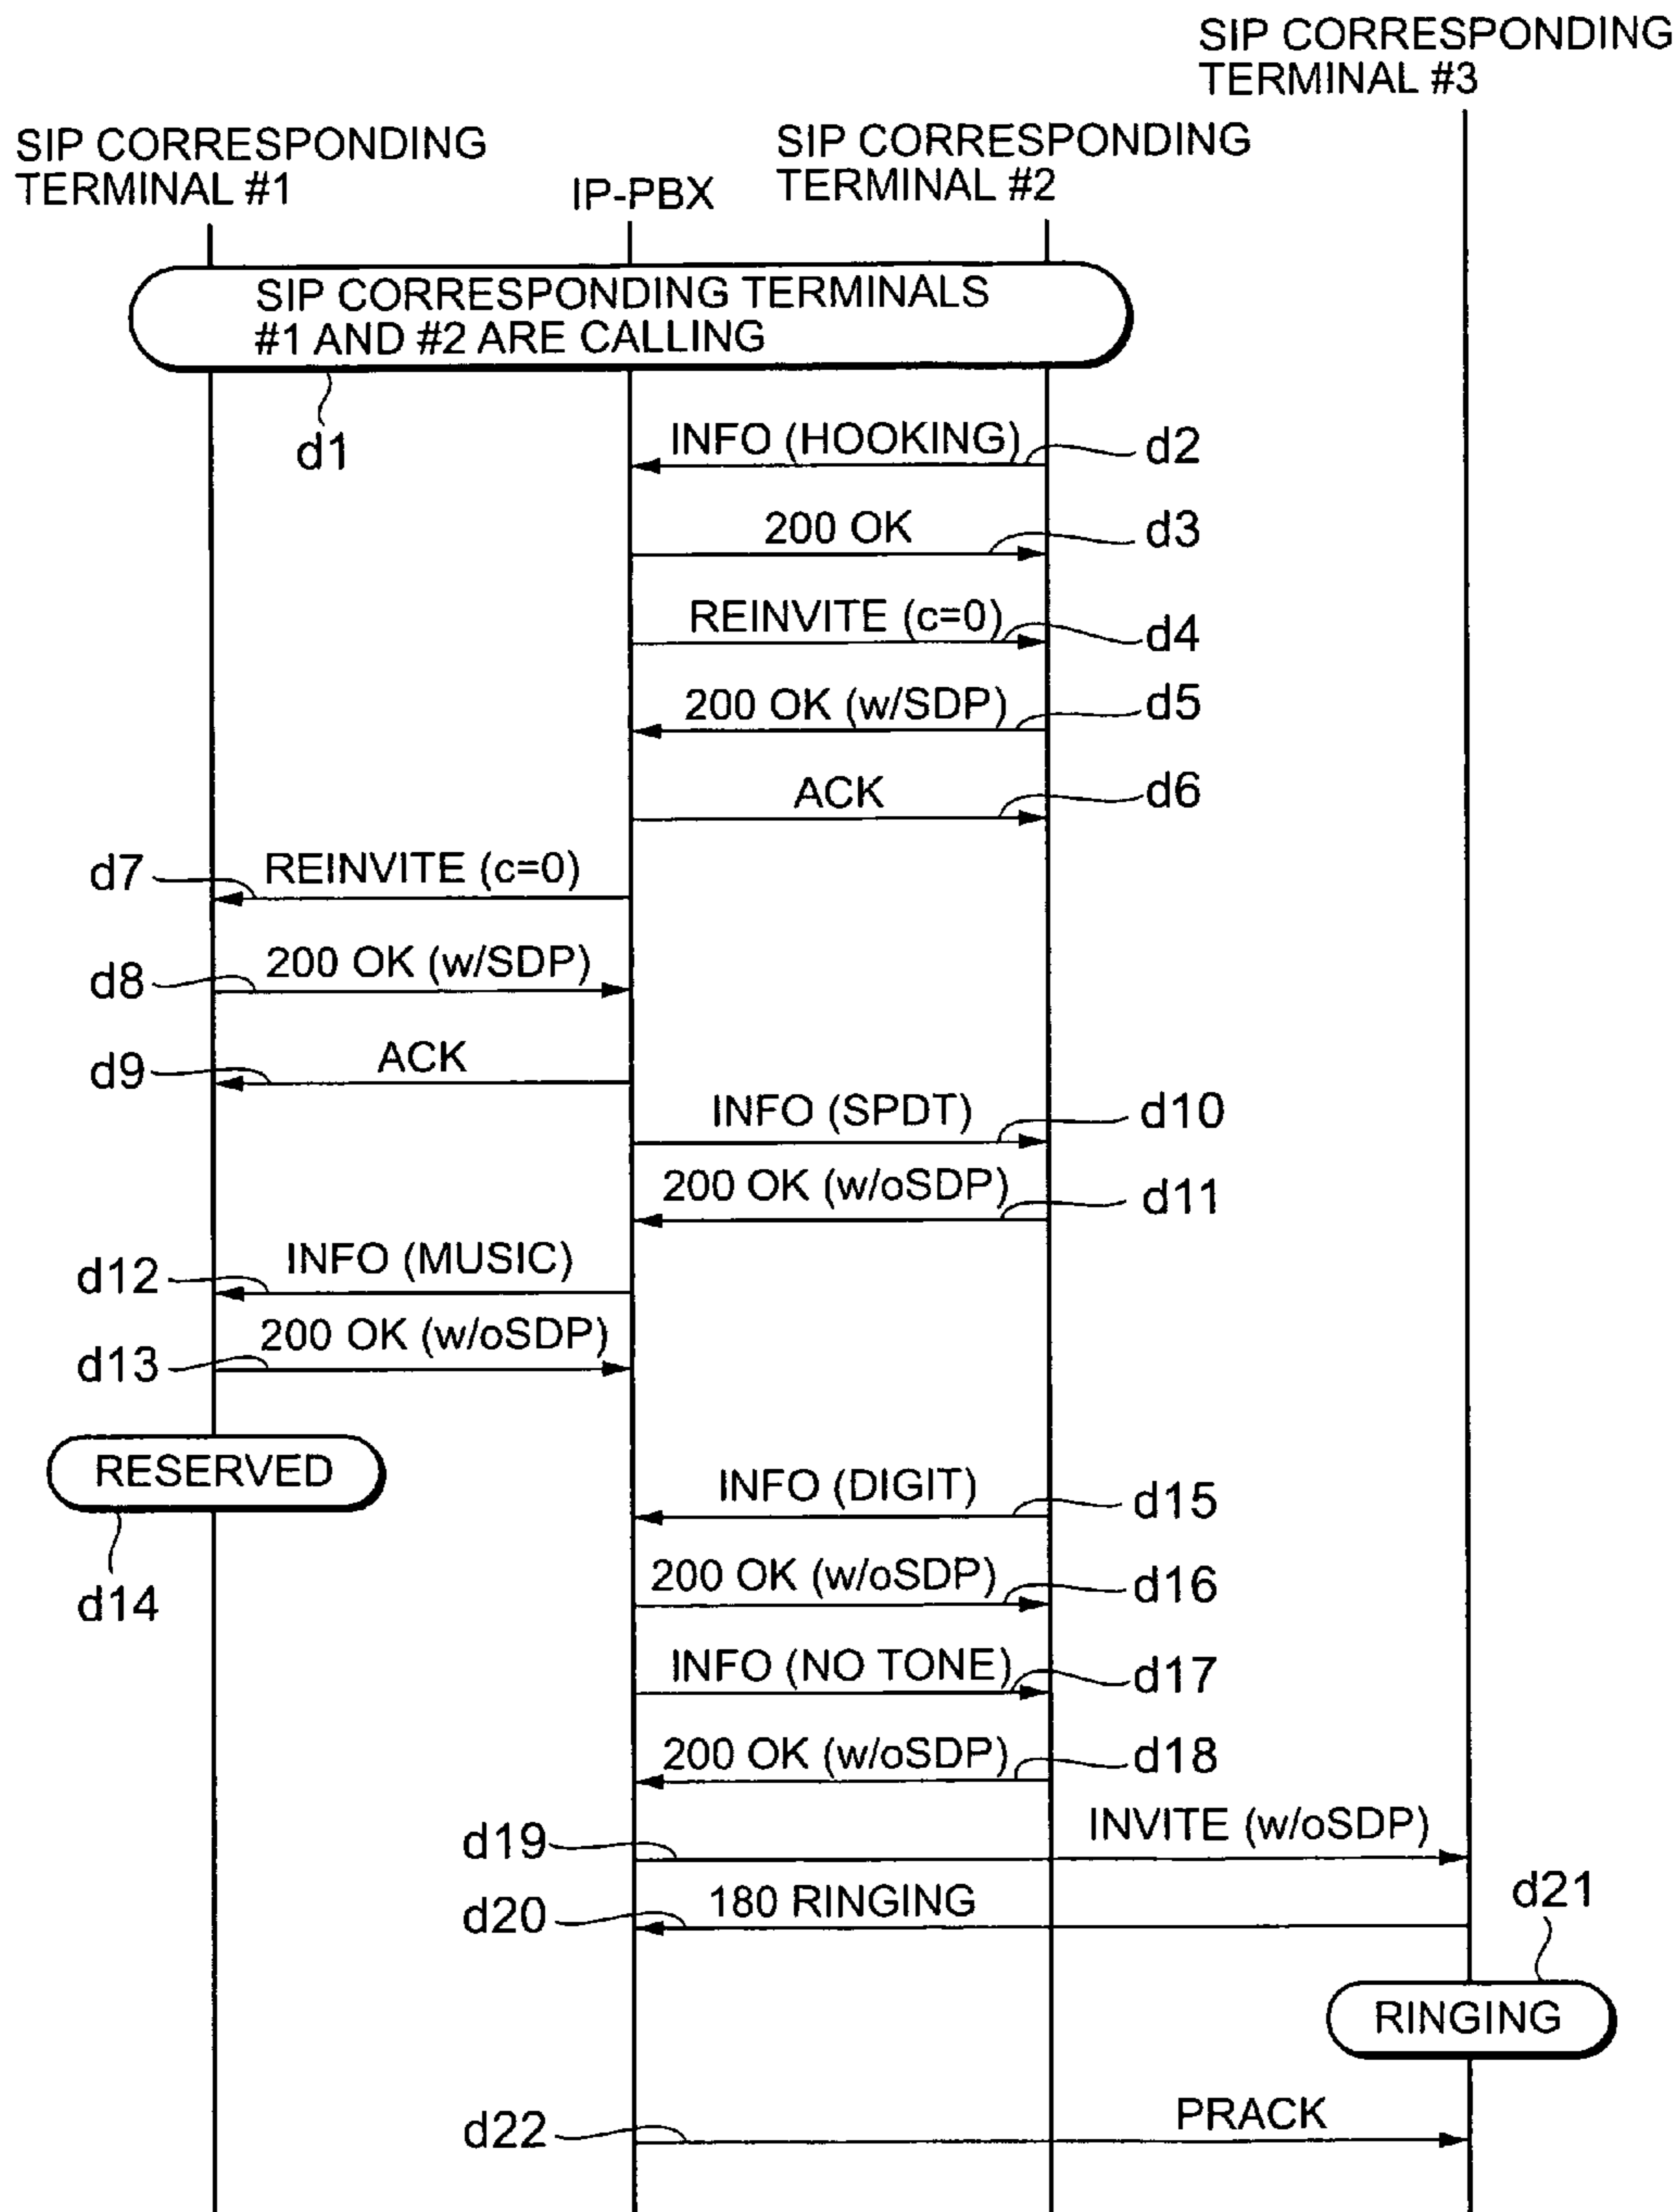 SIP CORRESPONDING
TERMINAL #3
SIP CORRESPONDING
TERMINAL #1
IP-PBX
SIP CORRESPONDING
TERMINAL #2
SIP CORRESPONDING TERMINALS
#1 AND #2 ARE CALLING
d1
INFO (HOOKING)
d2
200 OK
d3
REINVITE (c=0)
d4
200 OK (w/SDP)
d5
ACK
d6
d7
REINVITE (c=0)
d8
200 OK (w/SDP)
d9
ACK
INFO (SPDT)
d10
200 OK (w/oSDP)
d11
d12
INFO (MUSIC)
d13
200 OK (w/oSDP)
RESERVED
d14
INFO (DIGIT)
d15
200 OK (w/oSDP)
d16
INFO (NO TONE)
d17
200 OK (w/oSDP)
d18
d19
INVITE (w/oSDP)
d20
180 RINGING
d21
RINGING
d22
PRACK